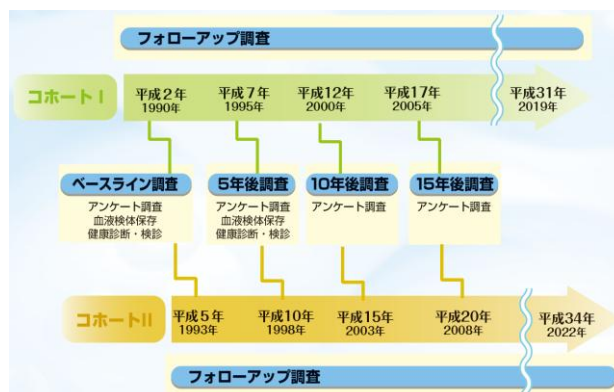 フォローアップ調査
コホートI
平成2年
1990年
平成7年
1995年
平成12年
2000年
平成17年
2005年
平成31年
2019年
ベースライン調査
アンケート調査
血液検体保存
健康診断・検診
5年後調査
アンケート調査
血液検体保存
健康診断・検診
10年後調査
アンケート調査
15年後調査
アンケート調査
コホートII
平成5年
1993年
平成10年
1998年
平成15年
2003年
平成20年
2008年
平成34年
2022年
フォローアップ調査